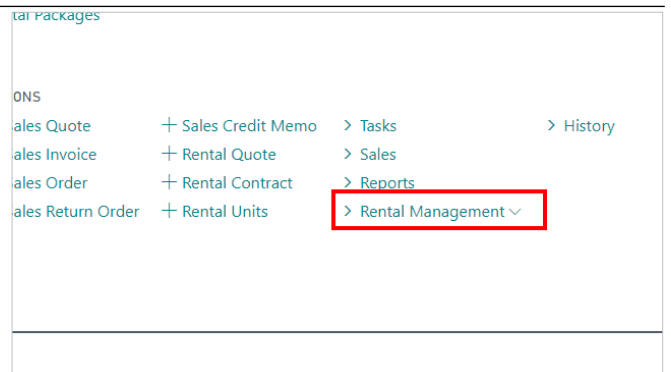 tal Packages
ONS
ales Quote + Sales Credit Memo > Tasks > History
ales Invoice + Rental Quote > Sales
ales Order + Rental Contract > Reports
ales Return Order + Rental Units > Rental Management